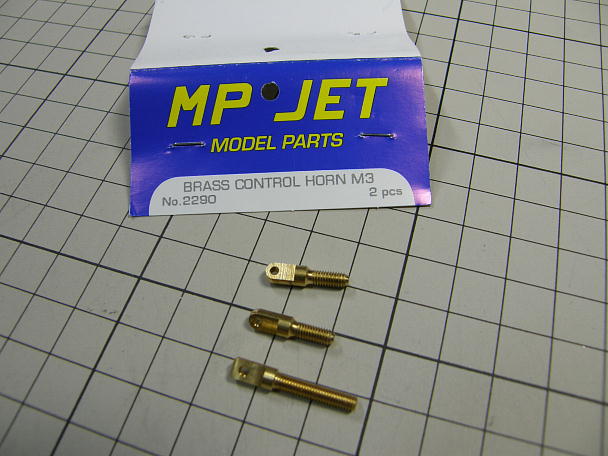 MP JET
MODEL PARTS
BRASS CONTROL HORN M3
No.2290 2 pcs